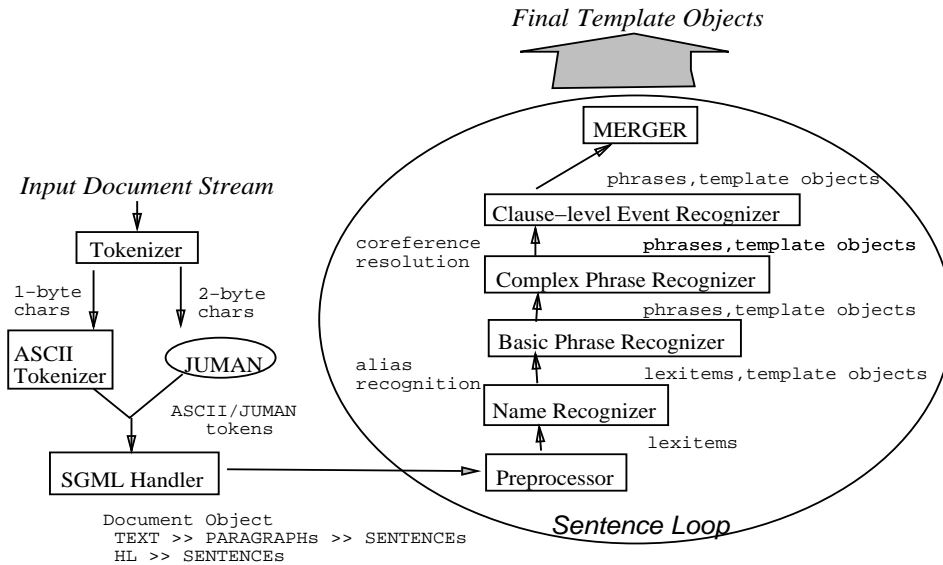 Final Template Objects
MERGER
Input Document Stream
phrases,template objects
Clause−level Event Recognizer
Tokenizer
coreference
resolution
phrases,template objects
Complex Phrase Recognizer
1−byte
chars
2−byte
chars
phrases,template objects
Basic Phrase Recognizer
ASCII
Tokenizer
JUMAN
alias
recognition
lexitems,template objects
Name Recognizer
ASCII/JUMAN
tokens
lexitems
SGML Handler
Preprocessor
Document Object
TEXT >> PARAGRAPHs >> SENTENCEs
HL >> SENTENCEs
Sentence Loop